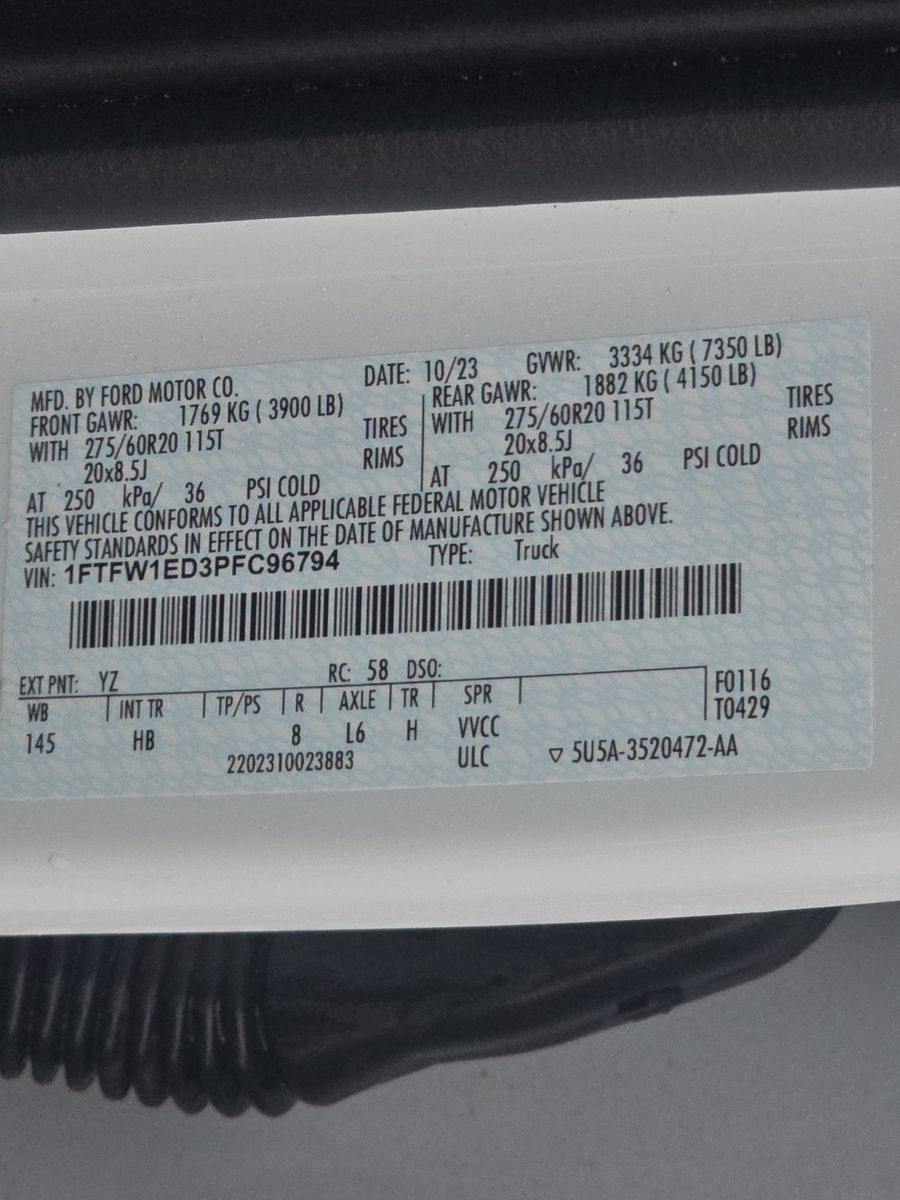 MFD. BY FORD MOTOR CO. DATE: 10/23 GVWR: 3334 KG ( 7350 LB)
FRONT GAWR: 1769 KG ( 3900 LB) REAR GAWR: 1882 KG ( 4150 LB)
WITH 275/60R20 115T TIRES WITH 275/60R20 115T TIRES
20x8.5J RIMS 20x8.5J RIMS
AT 250 kPa/ 36 PSI COLD AT 250 kPa/ 36 PSI COLD
THIS VEHICLE CONFORMS TO ALL APPLICABLE FEDERAL MOTOR VEHICLE
SAFETY STANDARDS IN EFFECT ON THE DATE OF MANUFACTURE SHOWN ABOVE.
VIN: 1FTFW1ED3PFC96794 TYPE: Truck
EXT PNT: YZ RC: 58 DSO: F0116
WB INT TR TP/PS R AXLE TR SPR T0429
145 HB 8 L6 H VVCC
2202310023883 ULC ▽ 5U5A-3520472-AA